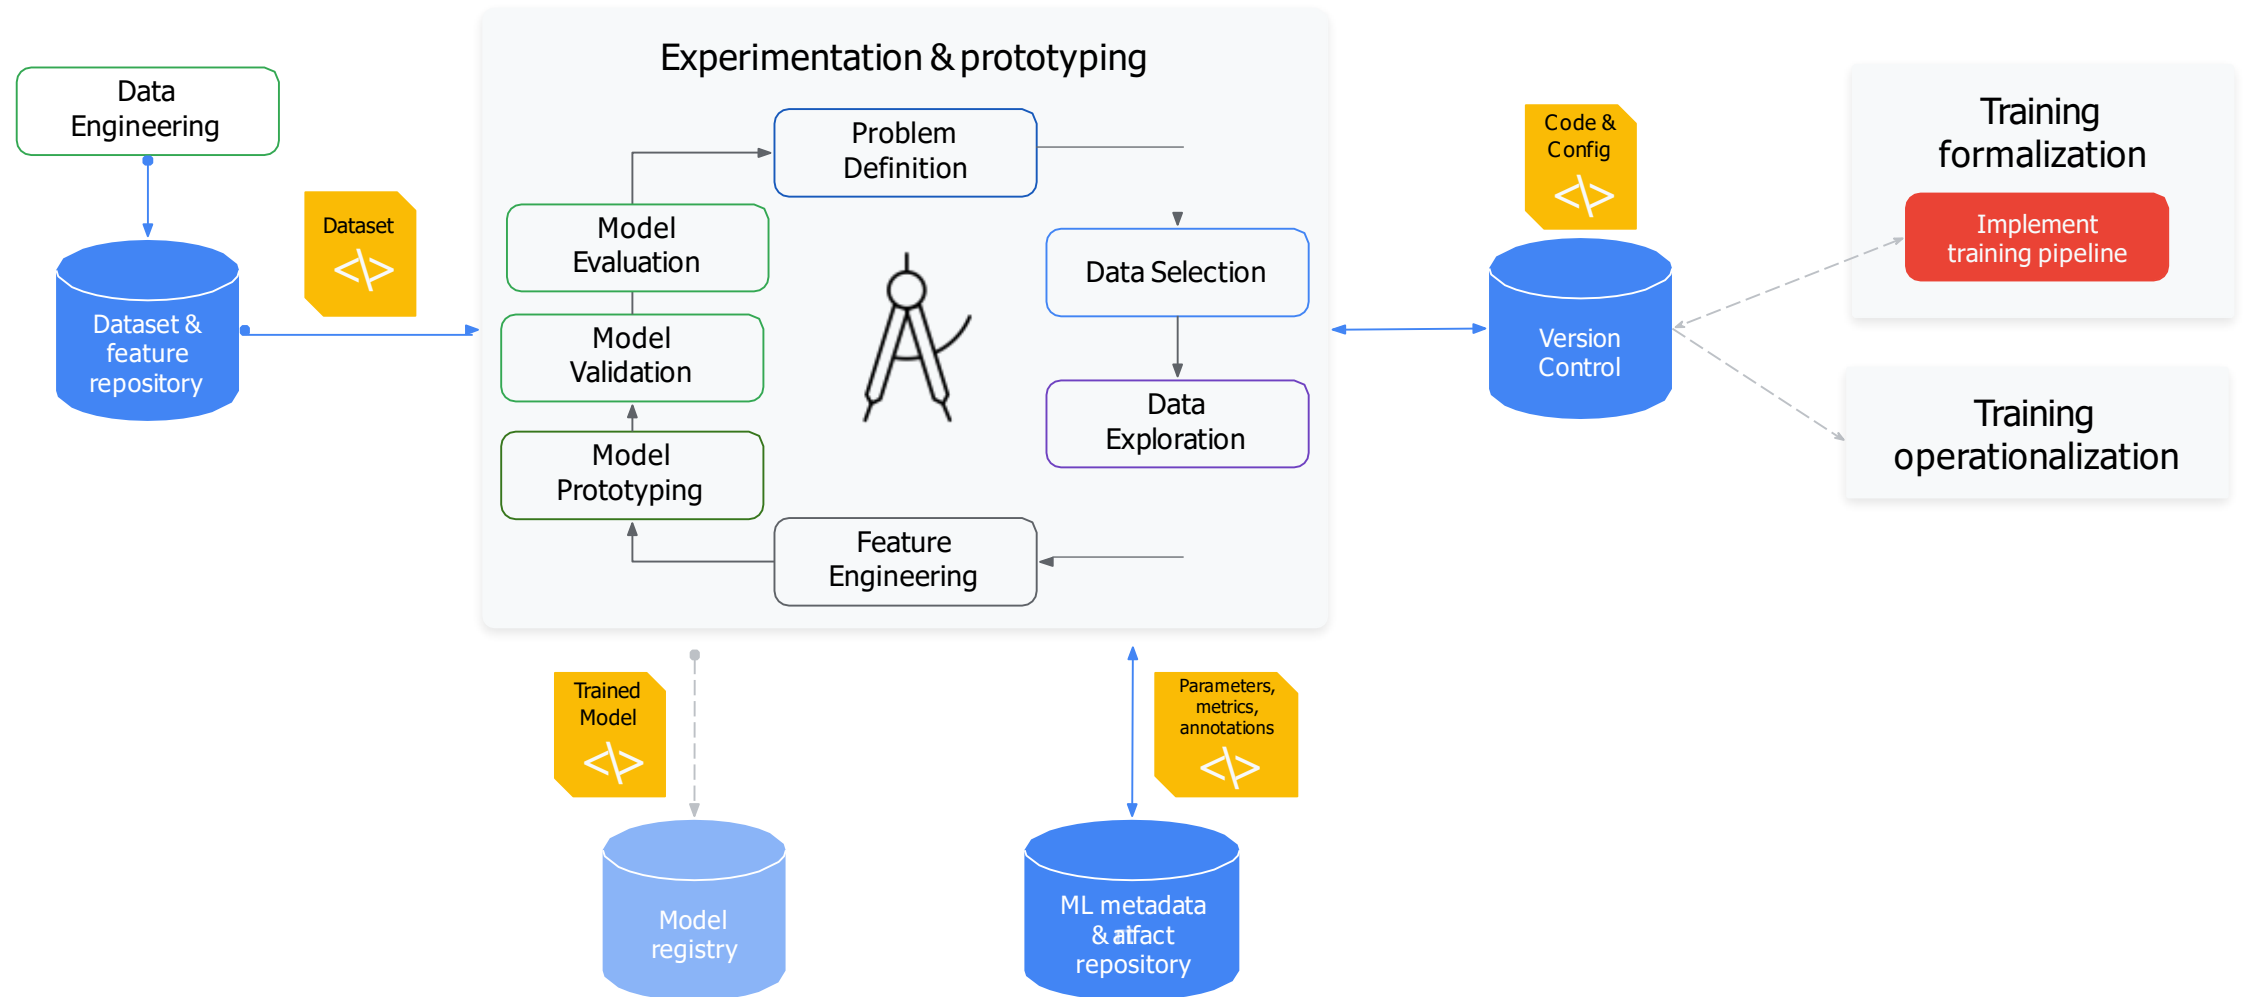 Experimentation & prototyping
Data
Engineering
Dataset
</>
Dataset &
feature
repository
Problem
Definition
Model
Evaluation
Data Selection
Model
Validation
Data
Exploration
Model
Prototyping
Feature
Engineering
Code &
Config
</>
Version
Control
Training
formalization
Implement
training pipeline
Training
operationalization
Trained
Model
</>
Parameters,
metrics,
annotations
</>
Model
registry
ML metadata
& artifact
repository